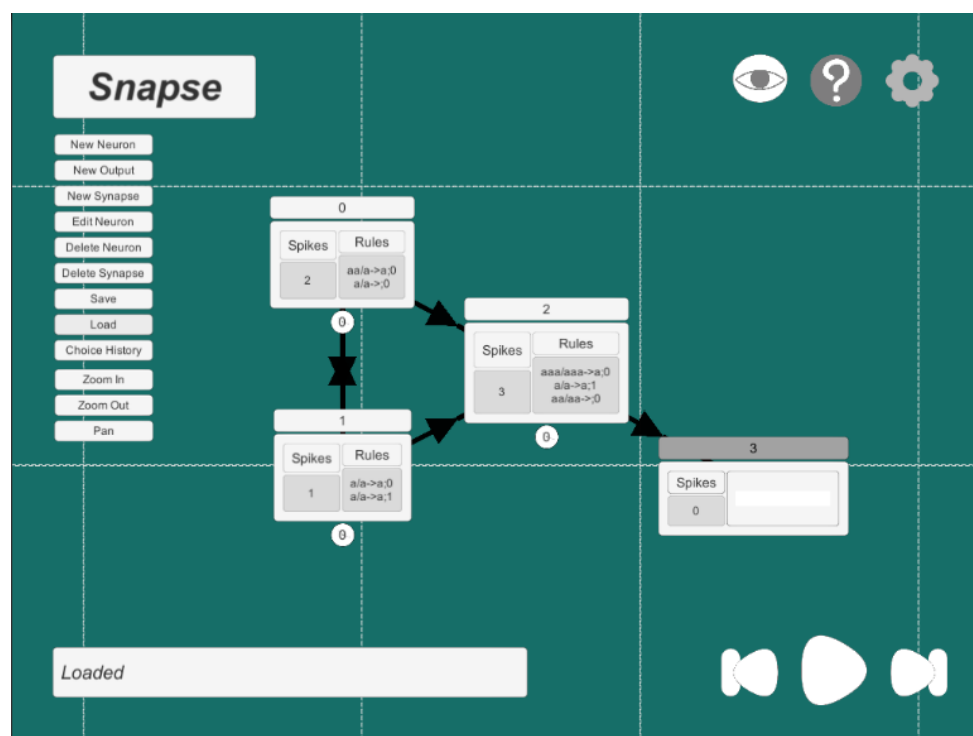 Snapse
New Neuron
New Output
New Synapse
Edit Neuron
Delete Neuron
Delete Synapse
Save
Load
Choice History
Zoom In
Zoom Out
Pan
?
0
Spikes
Rules
2
aa/a->a;0
a/a->;0
0
1
Spikes
Rules
1
a/a->a;0
a/a->a;1
0
2
Spikes
Rules
3
aaa/aaa->a;0
a/a->a;1
aa/aa->;0
0
3
Spikes
0
Loaded